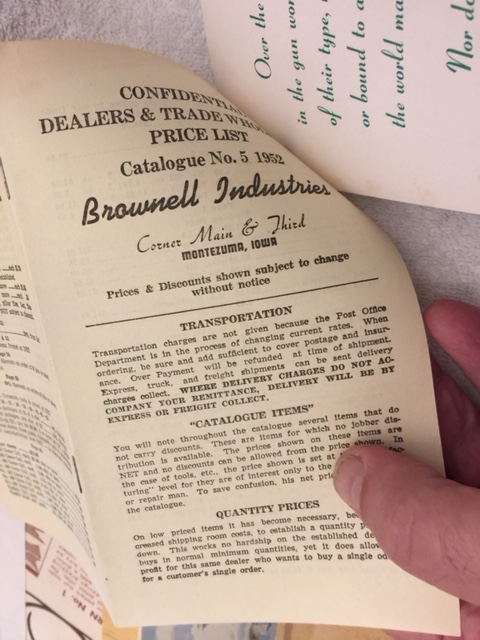 CONFIDENTIAL
DEALERS & TRADE
PRICE LIST
Catalogue No. 5 1952
Brownell Industries
Corner Main & Third
MONTEZUMA, IOWA
Prices & Discounts shown subject to change
without notice
TRANSPORTATION
Transportation charges are not given because the Post Office
Department is in the process of changing current rates. When
ordering, be sure and add sufficient to cover postage and insur-
ance. Over Payment will be refunded at time of shipment.
Express, truck, and freight shipments can be sent delivery
charges collect. WHERE DELIVERY CHARGES DO NOT AC-
COMPANY YOUR REMITTANCE, DELIVERY WILL BE BY
EXPRESS OR FREIGHT COLLECT.
"CATALOGUE ITEMS"
You will note throughout the catalogue several items that do
not carry discounts. These are items for which no jobber dis-
tribution is available. The prices shown on these items are
NET and no discounts can be allowed from the price shown. In
the case of tools, etc., the price shown is set at
turing" level for they are of interest only to the
or repair man. To save confusion, his net
the catalogue.
QUANTITY PRICES
On low priced items it has become necessary,
creased shipping room costs, to establish a quantity
down. This works no hardship on the established
buys in normal minimum quantities, yet it does
profit for this same dealer who wants to buy a single
for a customer's single order.
Over the
in the gun
of their type,
or bound to a
the world
Nor
RN No. 1